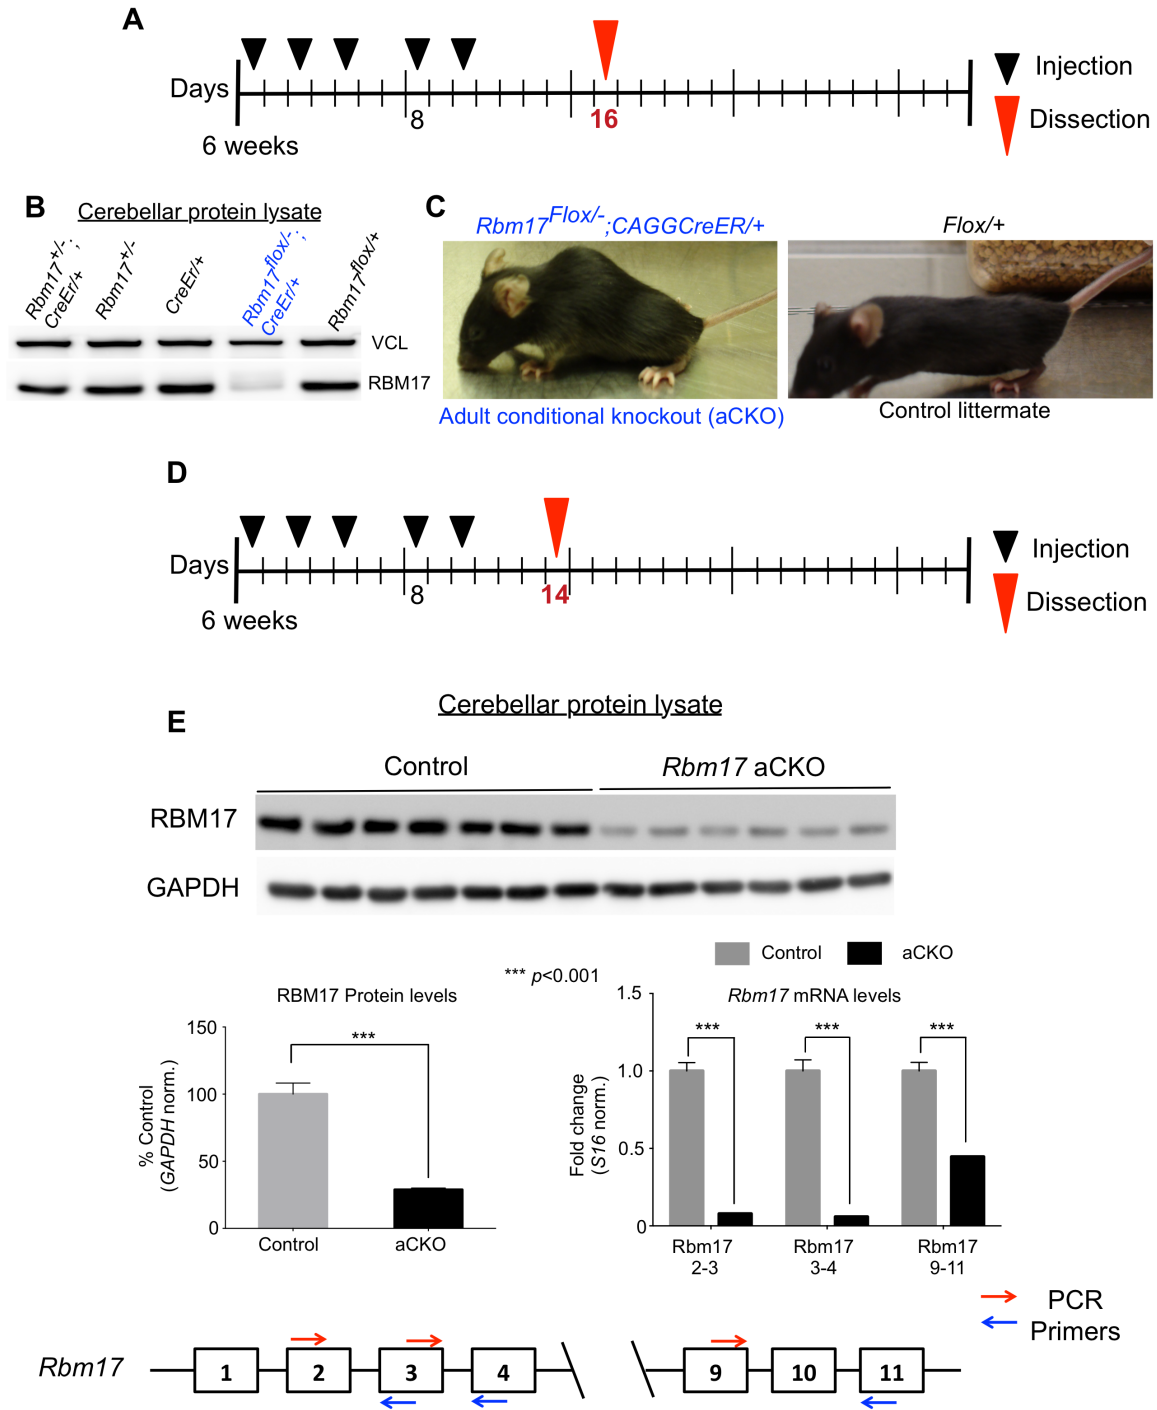 A
Days
8
16
6 weeks
Injection
Dissection
B
Cerebellar protein lysate
Rbm17+/-;
CreEr/+
Rbm17+/-
CreEr/+
Rbm17flox/-;
CreEr/+
Rbm17flox/+
VCL
RBM17
C
Rbm17Flox/-;CAGGCreER/+
Flox/+
Adult conditional knockout (aCKO)
Control littermate
D
Days
8
14
6 weeks
Injection
Dissection
E
Cerebellar protein lysate
Control
Rbm17 aCKO
RBM17
GAPDH
Control
aCKO
*** p<0.001
RBM17 Protein levels
% Control
(GAPDH norm.)
150
100
50
0
***
Control
aCKO
Rbm17 mRNA levels
Fold change
(S16 norm.)
1.5
1.0
0.5
0
***
***
***
Rbm17
2-3
Rbm17
3-4
Rbm17
9-11
PCR
Primers
Rbm17
1
2
3
4
9
10
11